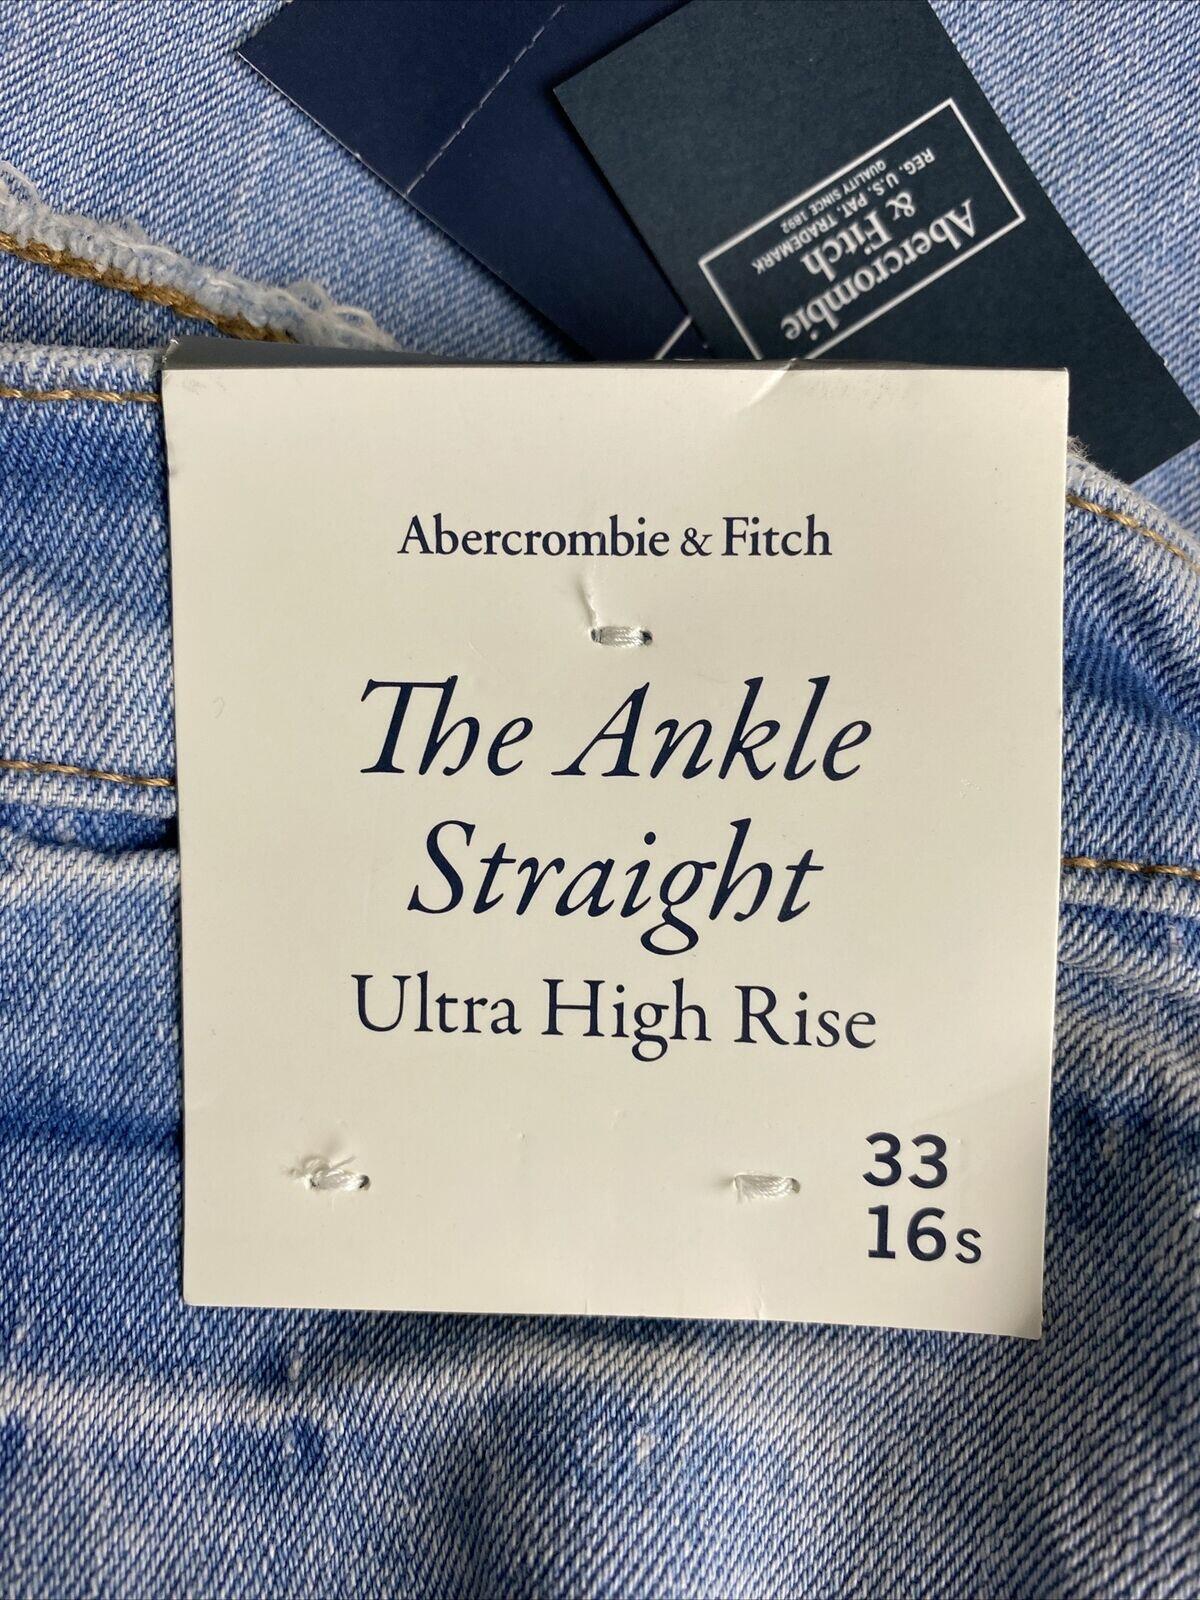 Abercrombie
& Fitch
REG. U.S. PAT. TRADEMARK
QUALITY SINCE 1892
Abercrombie & Fitch
The Ankle
Straight
Ultra High Rise
33
16s